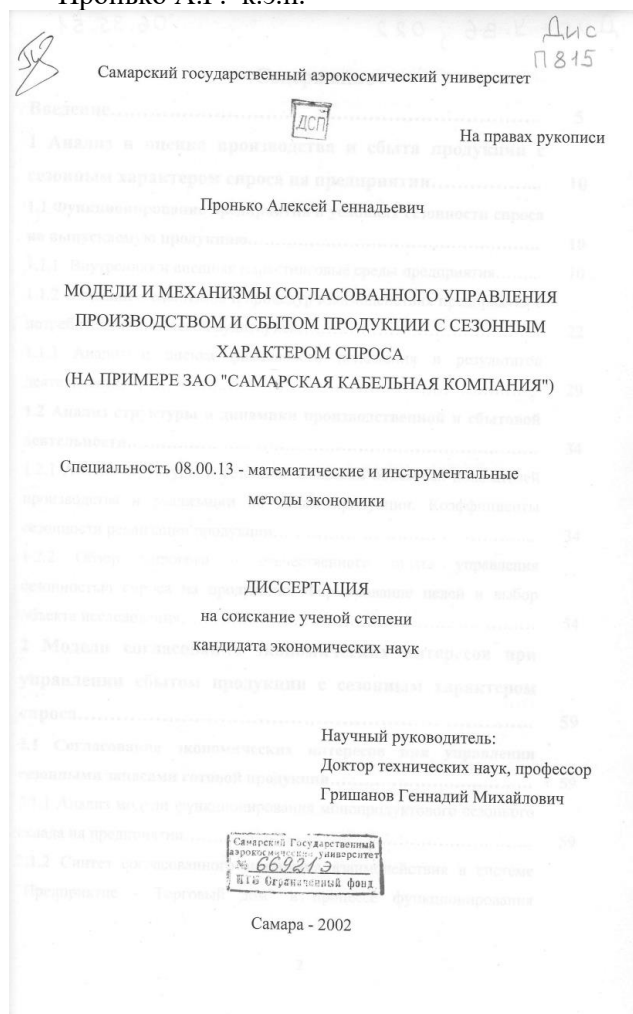 Пронько А.Г. к.э.н.
Дис
П815
Самарский государственный аэрокосмический университет
ДСП
На правах рукописи
Пронько Алексей Геннадьевич
МОДЕЛИ И МЕХАНИЗМЫ СОГЛАСОВАННОГО УПРАВЛЕНИЯ
ПРОИЗВОДСТВОМ И СБЫТОМ ПРОДУКЦИИ С СЕЗОННЫМ
ХАРАКТЕРОМ СПРОСА
(НА ПРИМЕРЕ ЗАО "САМАРСКАЯ КАБЕЛЬНАЯ КОМПАНИЯ")
Специальность 08.00.13 - математические и инструментальные
методы экономики
ДИССЕРТАЦИЯ
на соискание ученой степени
кандидата экономических наук
Научный руководитель:
Доктор технических наук, профессор
Гришанов Геннадий Михайлович
Самарский Государственный
аэрокосмический университет
№ 66921 Э
НТБ Ограниченный фонд
Самара - 2002